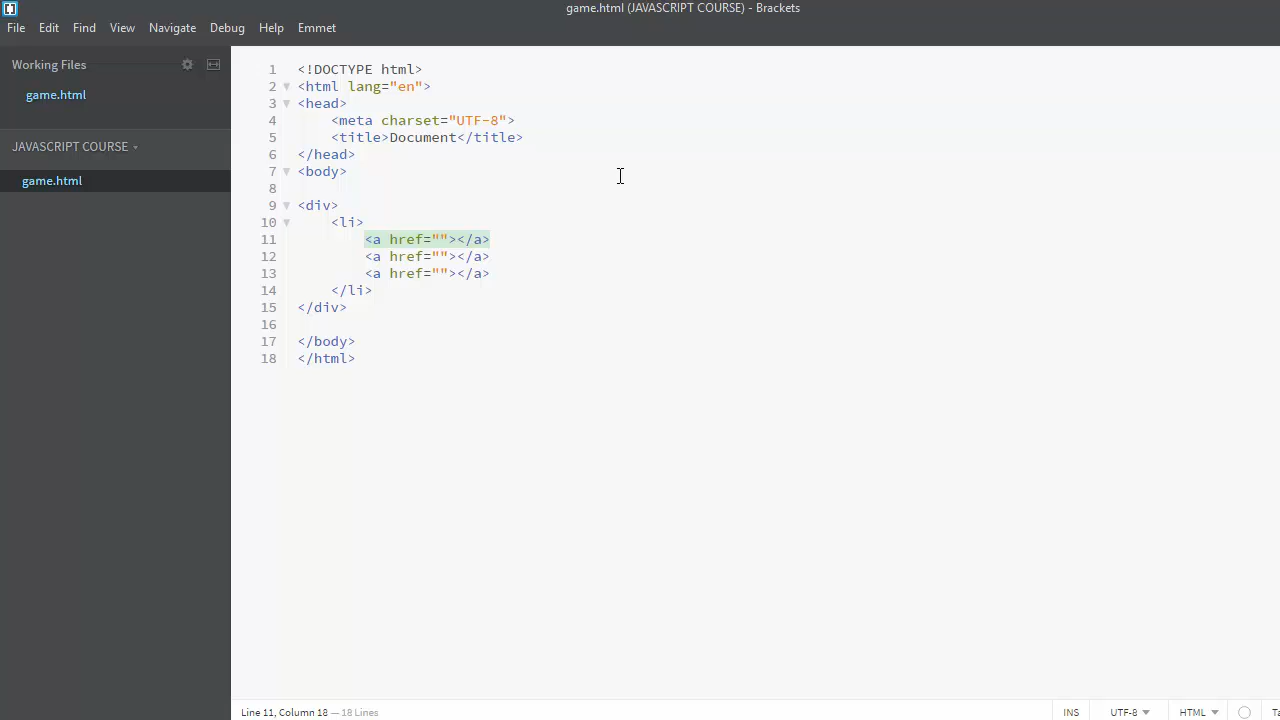 game.html (JAVASCRIPT COURSE) - Brackets
File Edit Find View Navigate Debug Help Emmet
Working Files
game.html
JAVASCRIPT COURSE
game.html
1 <!DOCTYPE html>
2 <html lang="en">
3 <head>
4 <meta charset="UTF-8">
5 <title>Document</title>
6 </head>
7 <body>
8
9 <div>
10 <li>
11 <a href=""></a>
12 <a href=""></a>
13 <a href=""></a>
14 </li>
15 </div>
16
17 </body>
18 </html>
Line 11, Column 18 — 18 Lines INS UTF-8 HTML